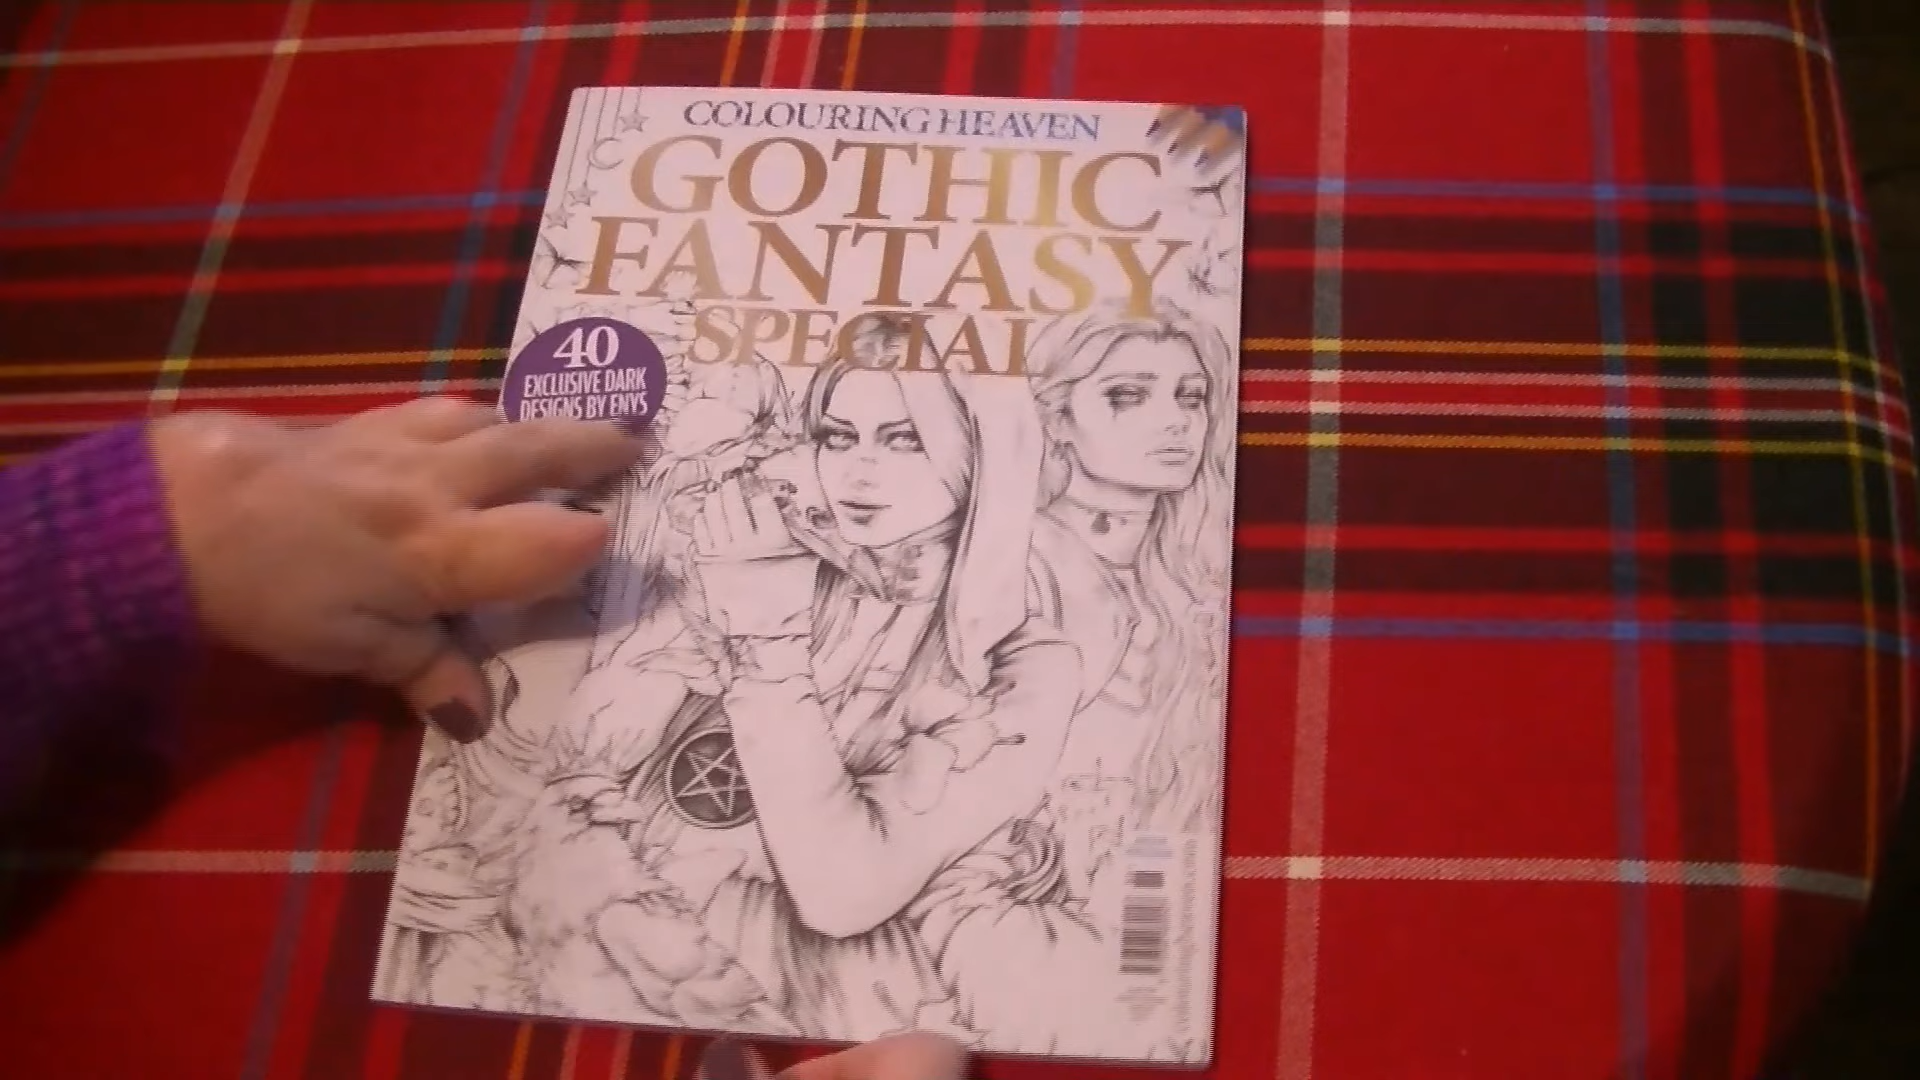 COLOURING HEAVEN
GOTHIC
FANTASY
SPECIAL
40
EXCLUSIVE DARK
DESIGNS BY ENYS